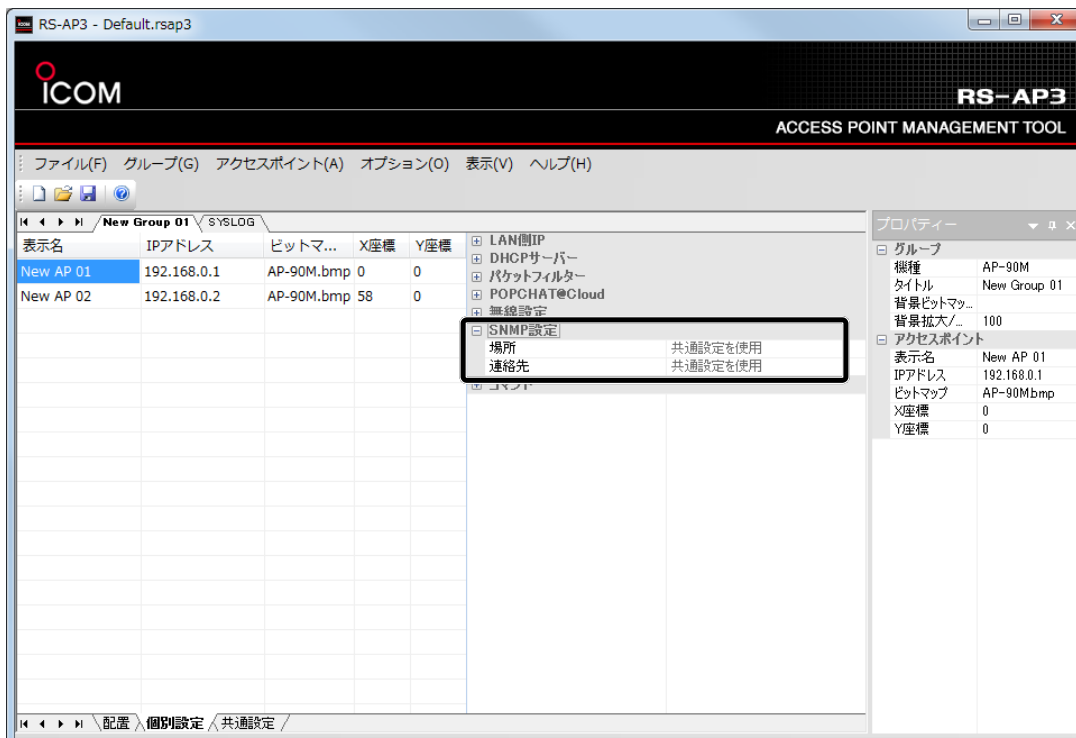 RS-AP3 - Default.rsap3
ICOM
RS-AP3
ACCESS POINT MANAGEMENT TOOL
ファイル(F) グループ(G) アクセスポイント(A) オプション(O) 表示(V) ヘルプ(H)
New Group 01 SYSLOG
表示名 IPアドレス ビットマ... X座標 Y座標
New AP 01 192.168.0.1 AP-90M.bmp 0 0
New AP 02 192.168.0.2 AP-90M.bmp 58 0
LAN側IP
DHCPサーバー
パケットフィルター
POPCHAT@Cloud
無線設定
SNMP設定
場所 共通設定を使用
連絡先 共通設定を使用
コマンド
プロパティー
グループ
機種 AP-90M
タイトル New Group 01
背景ビットマッ...
背景拡大/... 100
アクセスポイント
表示名 New AP 01
IPアドレス 192.168.0.1
ビットマップ AP-90M.bmp
X座標 0
Y座標 0
配置 個別設定 共通設定